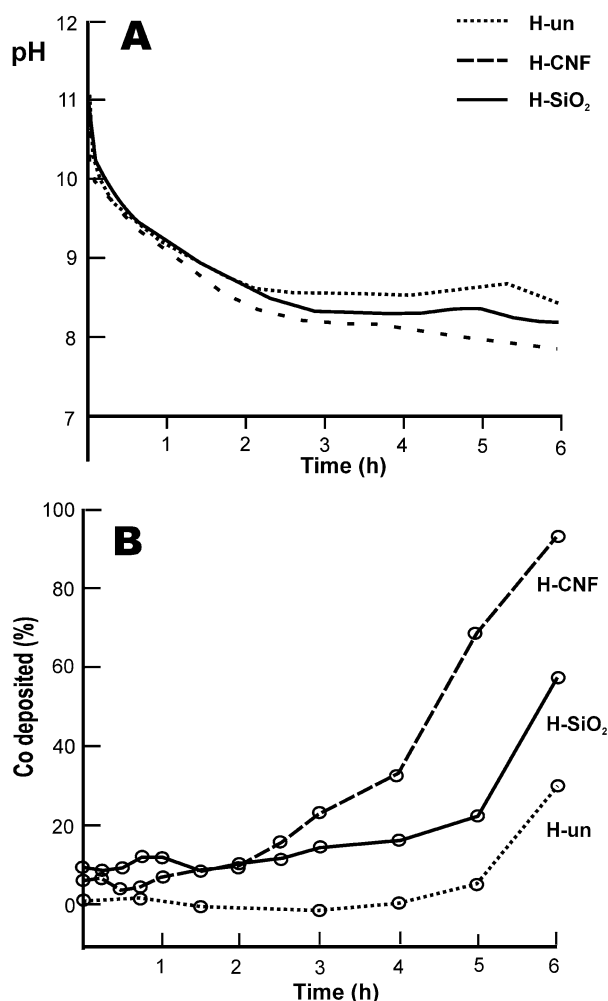 A
pH
12
11
10
9
8
7
H-un
H-CNF
H-SiO₂
1 2 3 4 5 6
Time (h)
B
Co deposited (%)
100
80
60
40
20
0
H-CNF
H-SiO₂
H-un
1 2 3 4 5 6
Time (h)